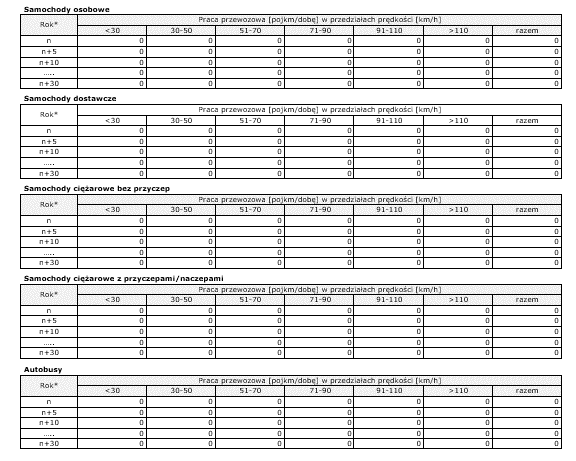 Samochody osobowe
Rok* Praca przewozowa [pojkm/dobę] w przedziałach prędkości [km/h]
<30 30-50 51-70 71-90 91-110 >110 razem
n 0 0 0 0 0 0 0
n+5 0 0 0 0 0 0 0
n+10 0 0 0 0 0 0 0
..... 0 0 0 0 0 0 0
n+30 0 0 0 0 0 0 0
Samochody dostawcze
Rok* Praca przewozowa [pojkm/dobę] w przedziałach prędkości [km/h]
<30 30-50 51-70 71-90 91-110 >110 razem
n 0 0 0 0 0 0 0
n+5 0 0 0 0 0 0 0
n+10 0 0 0 0 0 0 0
..... 0 0 0 0 0 0 0
n+30 0 0 0 0 0 0 0
Samochody ciężarowe bez przyczep
Rok* Praca przewozowa [pojkm/dobę] w przedziałach prędkości [km/h]
<30 30-50 51-70 71-90 91-110 >110 razem
n 0 0 0 0 0 0 0
n+5 0 0 0 0 0 0 0
n+10 0 0 0 0 0 0 0
..... 0 0 0 0 0 0 0
n+30 0 0 0 0 0 0 0
Samochody ciężarowe z przyczepami/naczepami
Rok* Praca przewozowa [pojkm/dobę] w przedziałach prędkości [km/h]
<30 30-50 51-70 71-90 91-110 >110 razem
n 0 0 0 0 0 0 0
n+5 0 0 0 0 0 0 0
n+10 0 0 0 0 0 0 0
..... 0 0 0 0 0 0 0
n+30 0 0 0 0 0 0 0
Autobusy
Rok* Praca przewozowa [pojkm/dobę] w przedziałach prędkości [km/h]
<30 30-50 51-70 71-90 91-110 >110 razem
n 0 0 0 0 0 0 0
n+5 0 0 0 0 0 0 0
n+10 0 0 0 0 0 0 0
..... 0 0 0 0 0 0 0
n+30 0 0 0 0 0 0 0